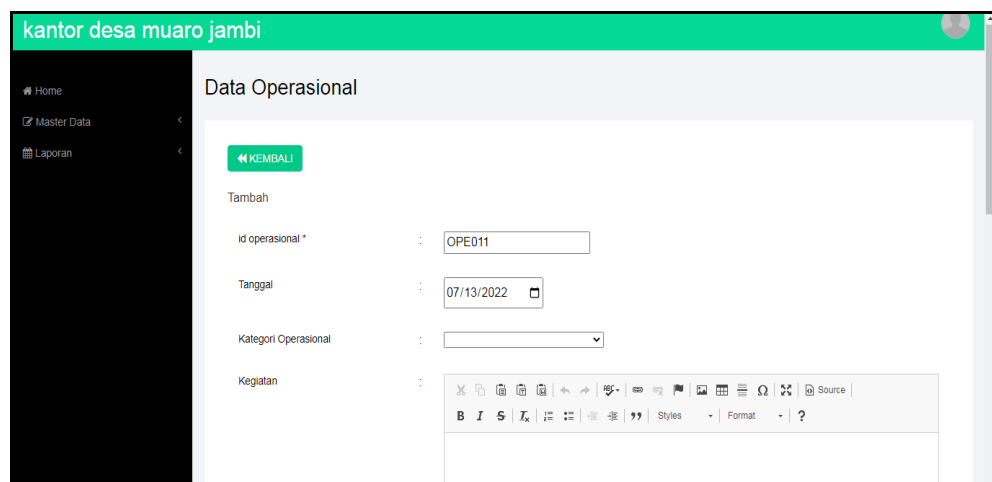 kantor desa muaro jambi
Home
Master Data
Laporan
Data Operasional
KEMBALI
Tambah
id operasional * : OPE011
Tanggal : 07/13/2022
Kategori Operasional :
Kegiatan :
Source
B I S Tx Styles Format ?